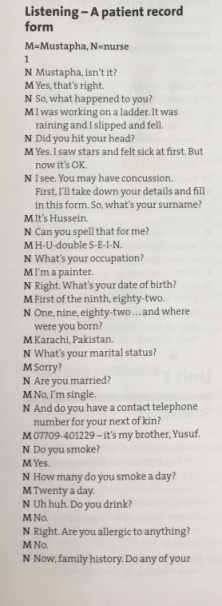 Listening – A patient record
form
M=Mustapha, N=nurse
1
N Mustapha, isn't it?
M Yes, that's right.
N So, what happened to you?
M I was working on a ladder. It was
raining and I slipped and fell.
N Did you hit your head?
M Yes. I saw stars and felt sick at first. But
now it's OK.
N I see. You may have concussion.
First, I'll take down your details and fill
in this form. So, what's your surname?
M It's Hussein.
N Can you spell that for me?
M H-U-double S-E-I-N.
N What's your occupation?
M I'm a painter.
N Right. What's your date of birth?
M First of the ninth, eighty-two.
N One, nine, eighty-two ... and where
were you born?
M Karachi, Pakistan.
N What's your marital status?
M Sorry?
N Are you married?
M No, I'm single.
N And do you have a contact telephone
number for your next of kin?
M 07709-401229 – it's my brother, Yusuf.
N Do you smoke?
M Yes.
N How many do you smoke a day?
M Twenty a day.
N Uh huh. Do you drink?
M No.
N Right. Are you allergic to anything?
M No.
N Now, family history. Do any of your